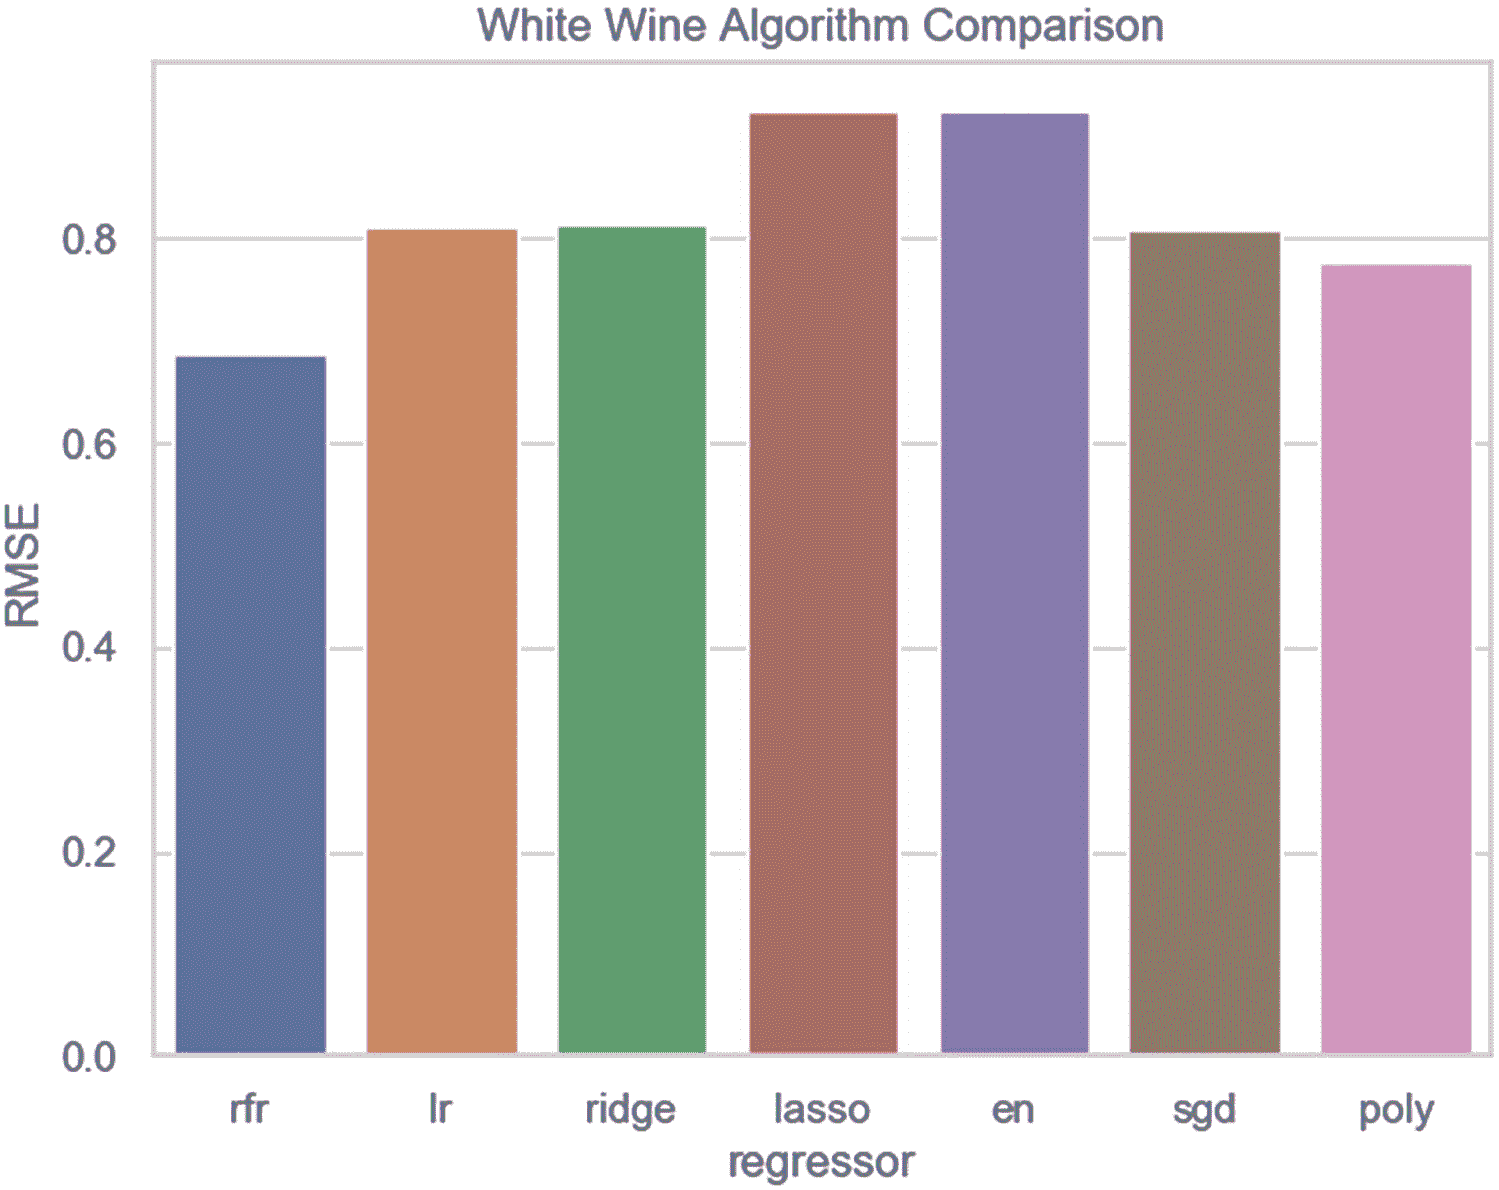 White Wine Algorithm Comparison
0.8
0.6
0.4
0.2
0.0
RMSE
rfr lr ridge lasso en sgd poly
regressor